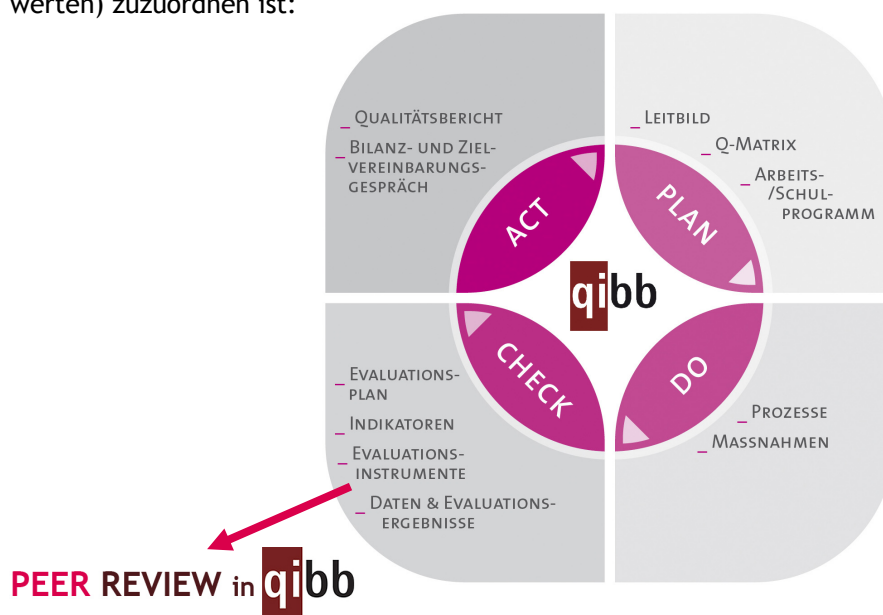 werten) zuzuordnen ist:
_ QUALITÄTSBERICHT
_ BILANZ- UND ZIEL-
VEREINBARUNGS-
GESPRÄCH
_ LEITBILD
_ Q-MATRIX
_ ARBEITS-
/SCHUL-
PROGRAMM
ACT
PLAN
qibb
CHECK
DO
_ EVALUATIONS-
PLAN
_ INDIKATOREN
_ EVALUATIONS-
INSTRUMENTE
_ DATEN & EVALUATIONS-
ERGEBNISSE
_ PROZESSE
_ MASSNAHMEN
PEER REVIEW in qibb